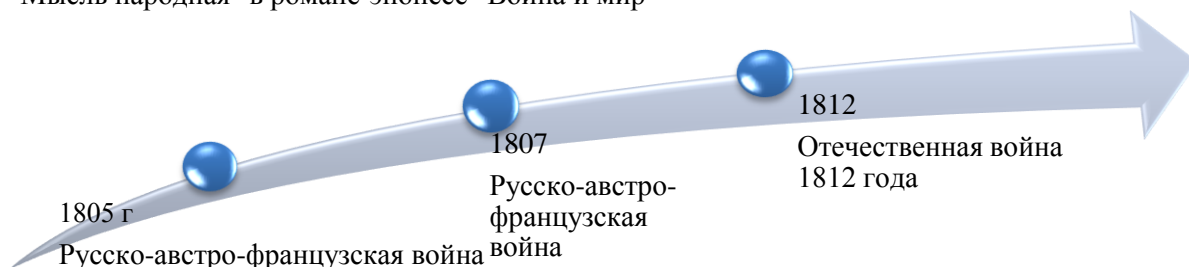 "Мысль народная" в романе-эпопее "Война и мир"
1805 г
Русско-австро-французская война
1807
Русско-австро-
французская
война
1812
Отечественная война
1812 года